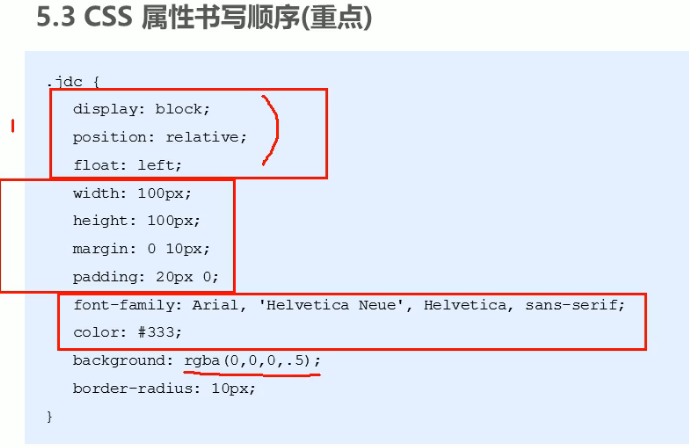 5.3 CSS 属性书写顺序(重点)
.jdc {
display: block;
position: relative;
float: left;
width: 100px;
height: 100px;
margin: 0 10px;
padding: 20px 0;
font-family: Arial, 'Helvetica Neue', Helvetica, sans-serif;
color: #333;
background: rgba(0,0,0,.5);
border-radius: 10px;
}